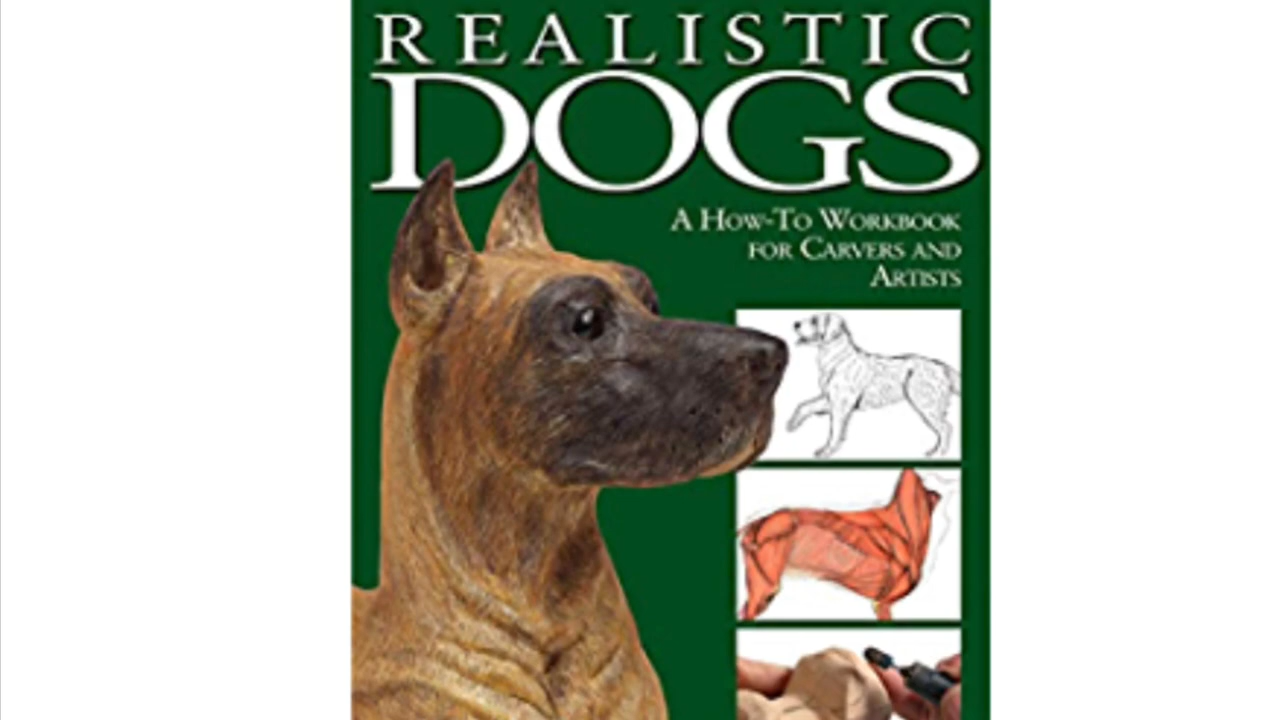 REALISTIC
DOGS
A HOW-TO WORKBOOK
FOR CARVERS AND
ARTISTS